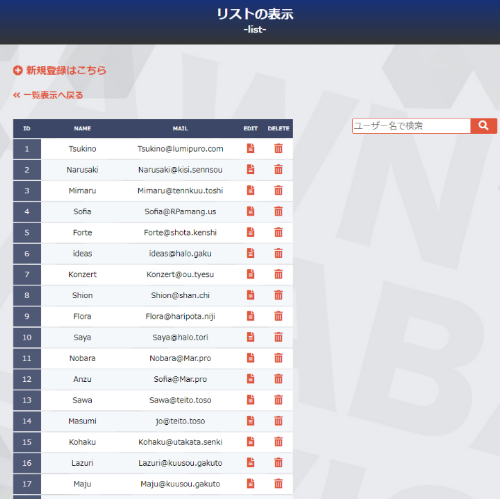 リストの表示
-list-
新規登録はこちら
一覧表示へ戻る
ユーザー名で検索
ID NAME MAIL EDIT DELETE
1 Tsukino Tsukino@lumipuro.com
2 Narusaki Narusaki@kisi.sennsou
3 Mimaru Mimaru@tennkuu.toshi
4 Sofia Sofia@RPamang.us
5 Forte Forte@shota.kenshi
6 ideas ideas@halo.gaku
7 Konzert Konzert@ou.tyesu
8 Shion Shion@shan.chi
9 Flora Flora@haripota.niji
10 Saya Saya@halo.tori
11 Nobara Nobara@Mar.pro
12 Anzu Sofia@Mar.pro
13 Sawa Sawa@teito.toso
14 Masumi jo@teito.toso
15 Kohaku Kohaku@utakata.senki
16 Lazuri Lazuri@kuusou.gakuto
17 Maju Maju@kuusou.gakuto